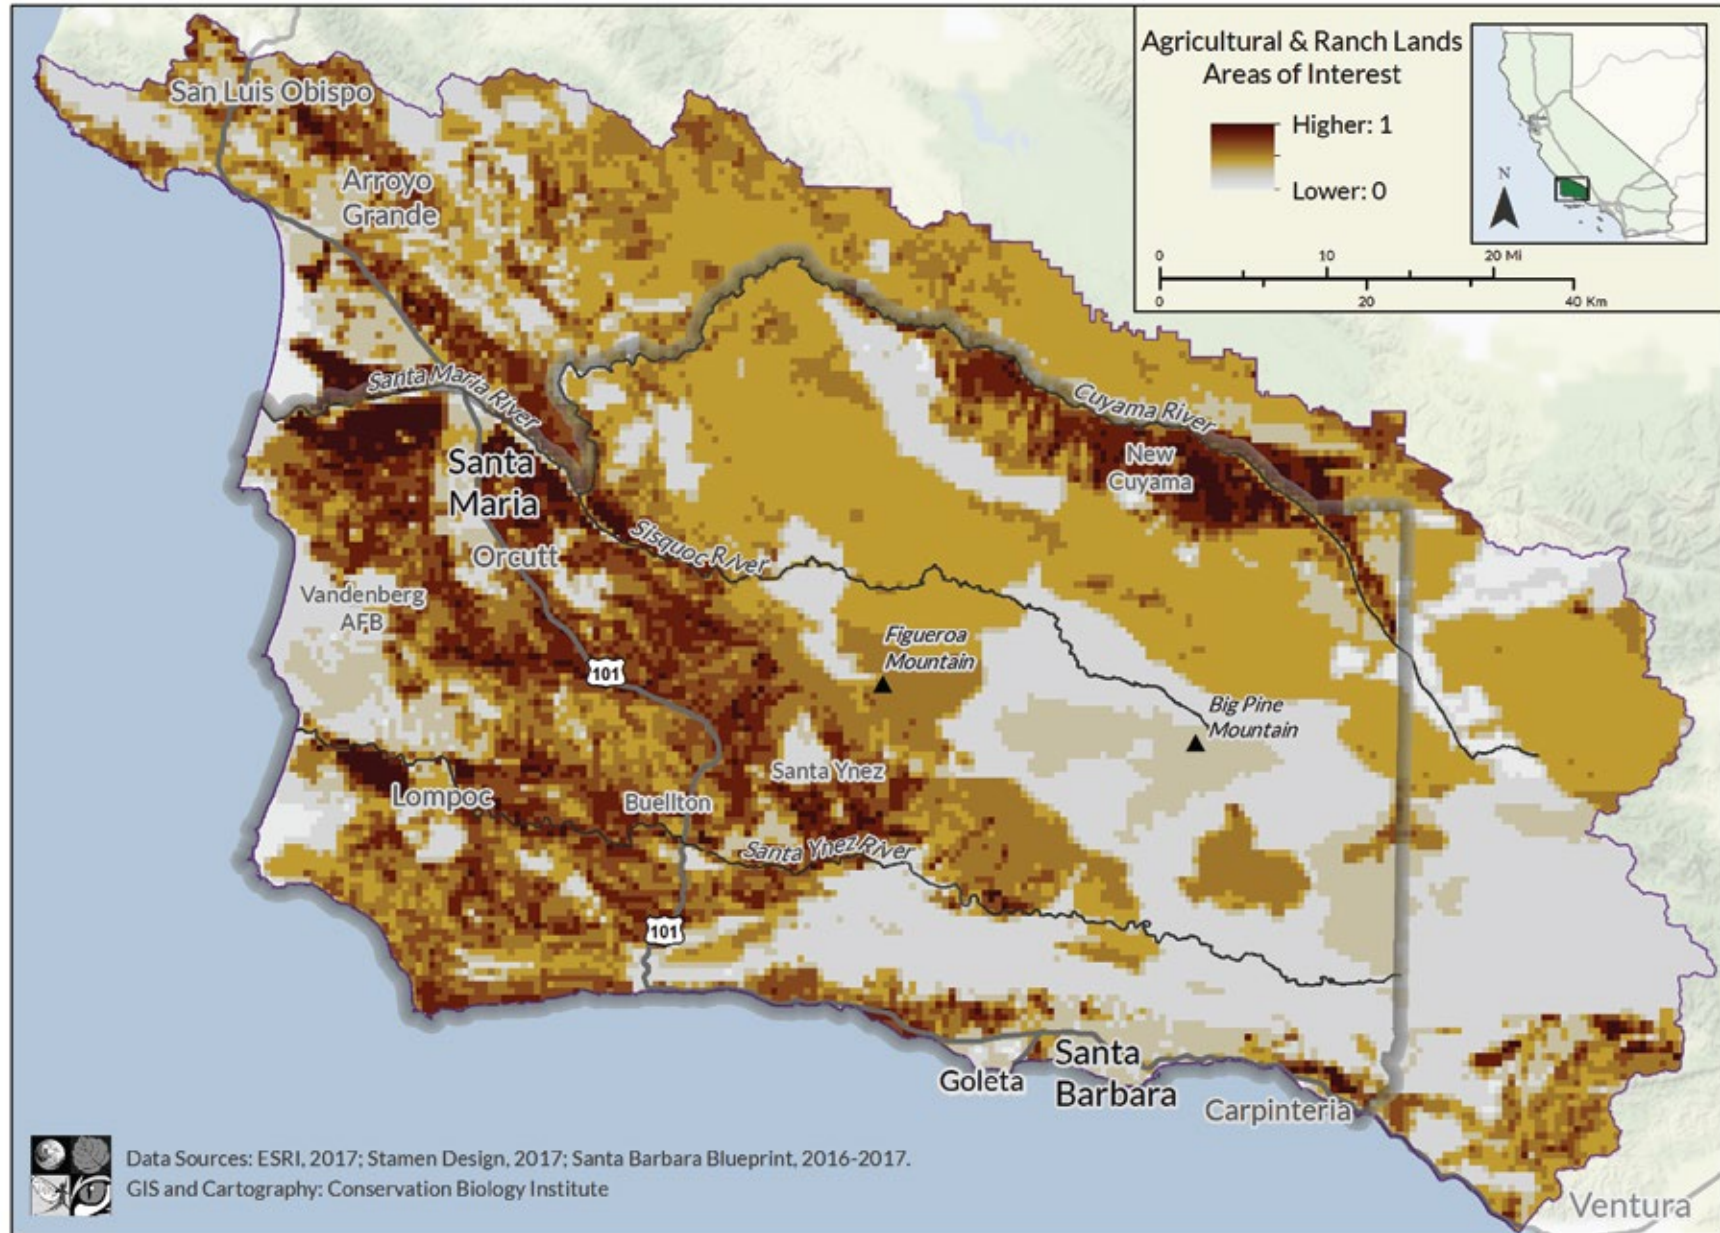 Agricultural & Ranch Lands
Areas of Interest
Higher: 1
Lower: 0
N
0 10 20 Mi
0 20 40 Km
San Luis Obispo
Arroyo
Grande
Santa Maria River
Cuyama River
New
Cuyama
Santa
Maria
Sisquoc River
Orcutt
Vandenberg
AFB
Figueroa
Mountain
101
Big Pine
Mountain
Santa Ynez
Lompoc
Buellton
Santa Ynez River
101
Santa
Barbara
Goleta
Carpinteria
Ventura
Data Sources: ESRI, 2017; Stamen Design, 2017; Santa Barbara Blueprint, 2016-2017.
GIS and Cartography: Conservation Biology Institute